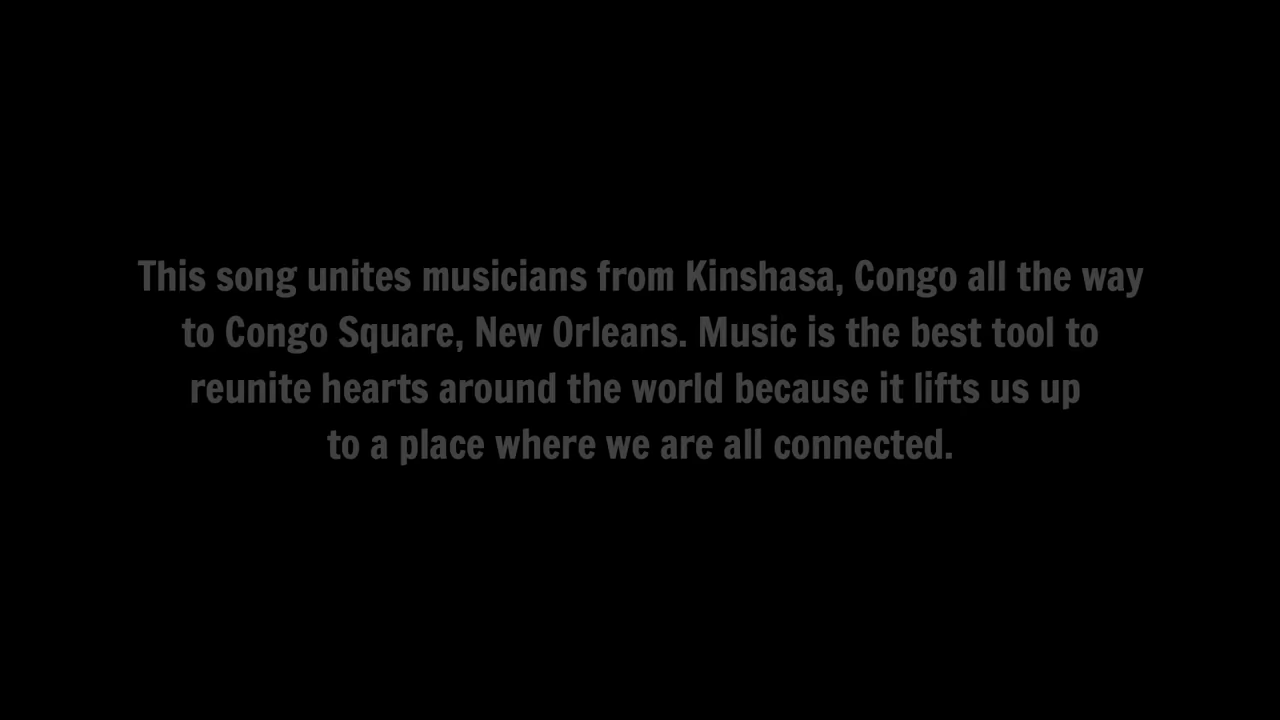 This song unites musicians from Kinshasa, Congo all the way
to Congo Square, New Orleans. Music is the best tool to
reunite hearts around the world because it lifts us up
to a place where we are all connected.